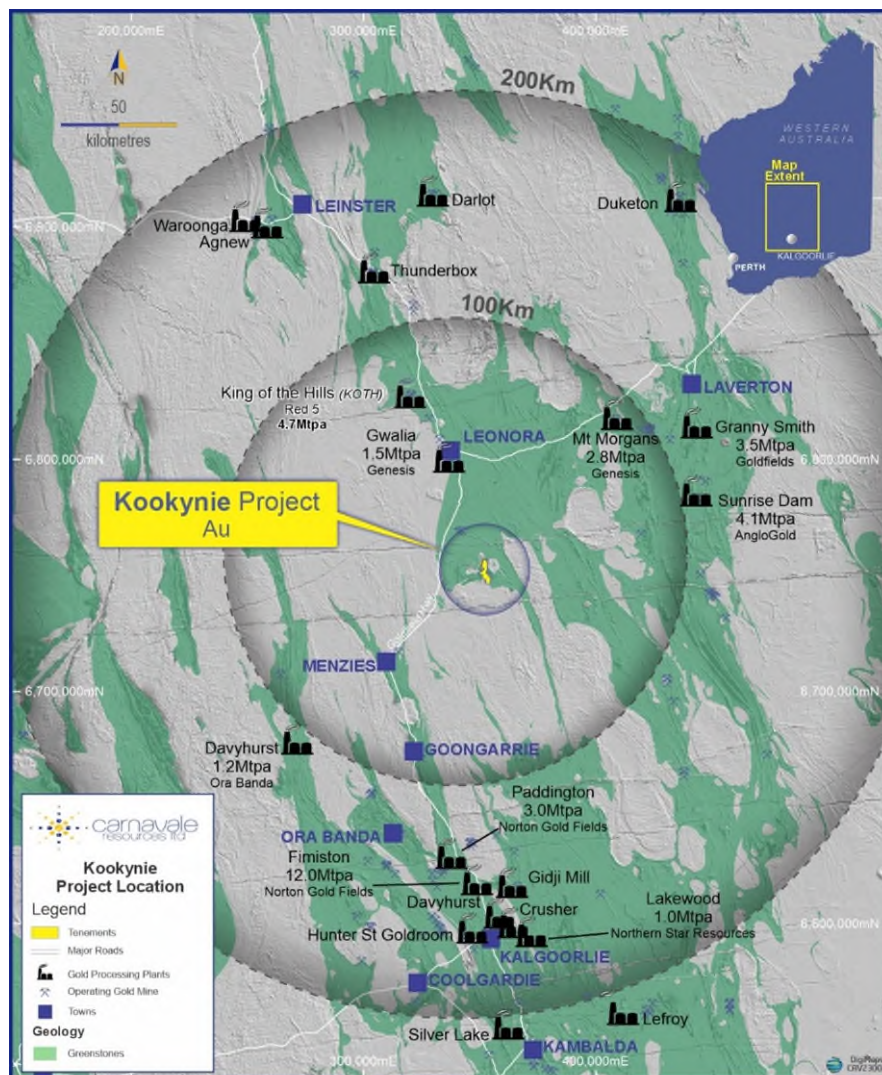 200,000mE
300,000mE
400,000mE
N
50
kilometres
200Km
WESTERN
AUSTRALIA
Map
Extent
KALGOORLIE
PERTH
LEINSTER
Darlot
Duketon
Waroonga
Agnew
Thunderbox
100Km
LAVERTON
King of the Hills (KOTH)
Red 5
4.7Mtpa
Gwalia
1.5Mtpa
Genesis
LEONORA
Mt Morgans
2.8Mtpa
Genesis
Granny Smith
3.5Mtpa
Goldfields
6,800,000mN
Sunrise Dam
4.1Mtpa
AngloGold
Kookynie Project
Au
MENZIES
6,700,000mN
6,700,000mN
Davyhurst
1.2Mtpa
Ora Banda
GOONGARRIE
Paddington
3.0Mtpa
Norton Gold Fields
ORA BANDA
Fimiston
12.0Mtpa
Norton Gold Fields
Gidji Mill
Davyhurst
Crusher
Lakewood
1.0Mtpa
Northern Star Resources
6,600,000mN
Hunter St Goldroom
KALGOORLIE
COOLGARDIE
Silver Lake
Lefroy
KAMBALDA
300,000mE
400,000mE
carnavale
resources ltd
Kookynie
Project Location
Legend
Tenements
Major Roads
Gold Processing Plants
Operating Gold Mine
Towns
Geology
Greenstones
DigiMaps